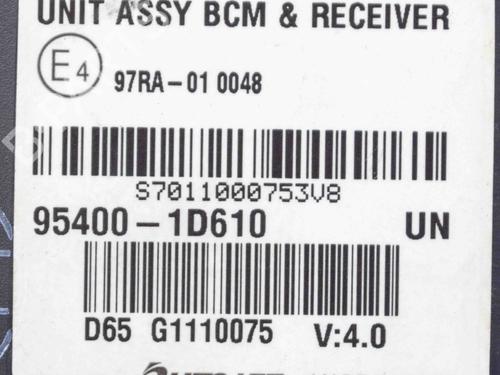 UNIT ASSY BCM & RECEIVER
E4 97RA-01 0048
S7011000753V8
95400-1D610 UN
D65 G1110075 V:4.0